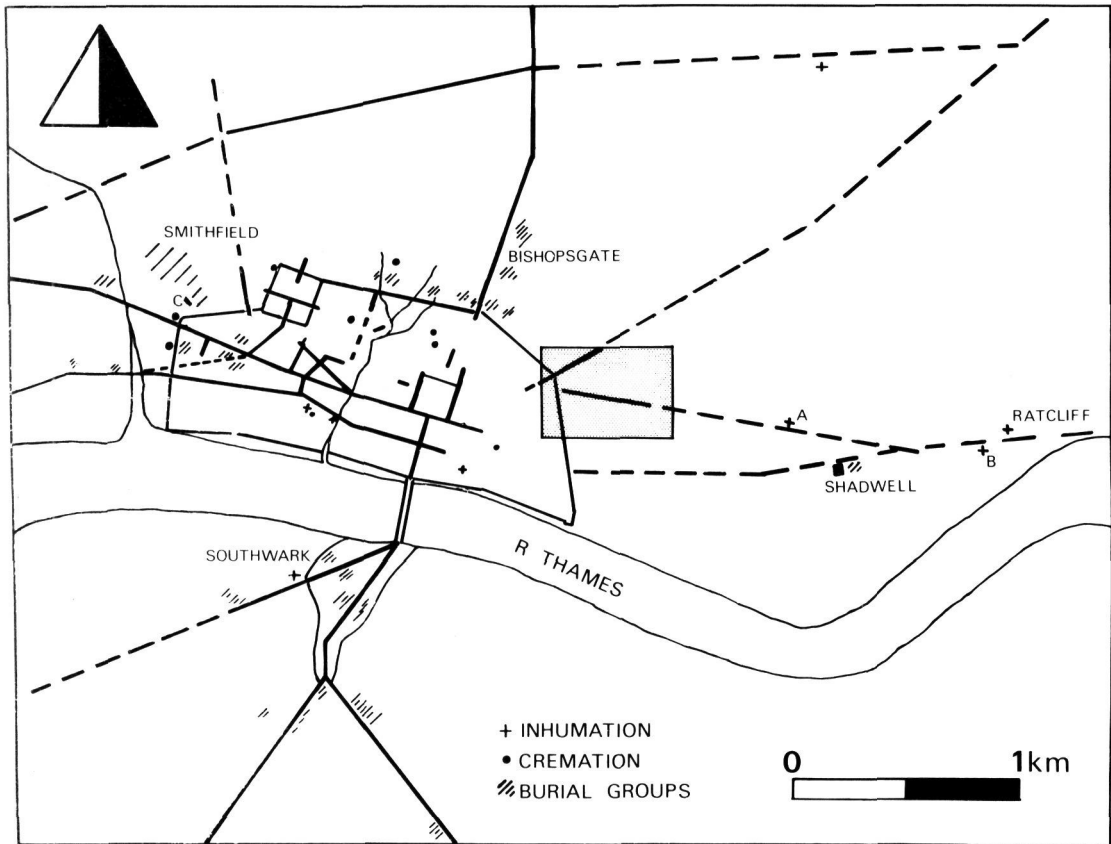 SMITHFIELD
BISHOPSGATE
C
A
RATCLIFF
B
SHADWELL
SOUTHWARK
R THAMES
+ INHUMATION
• CREMATION
BURIAL GROUPS
0 1km